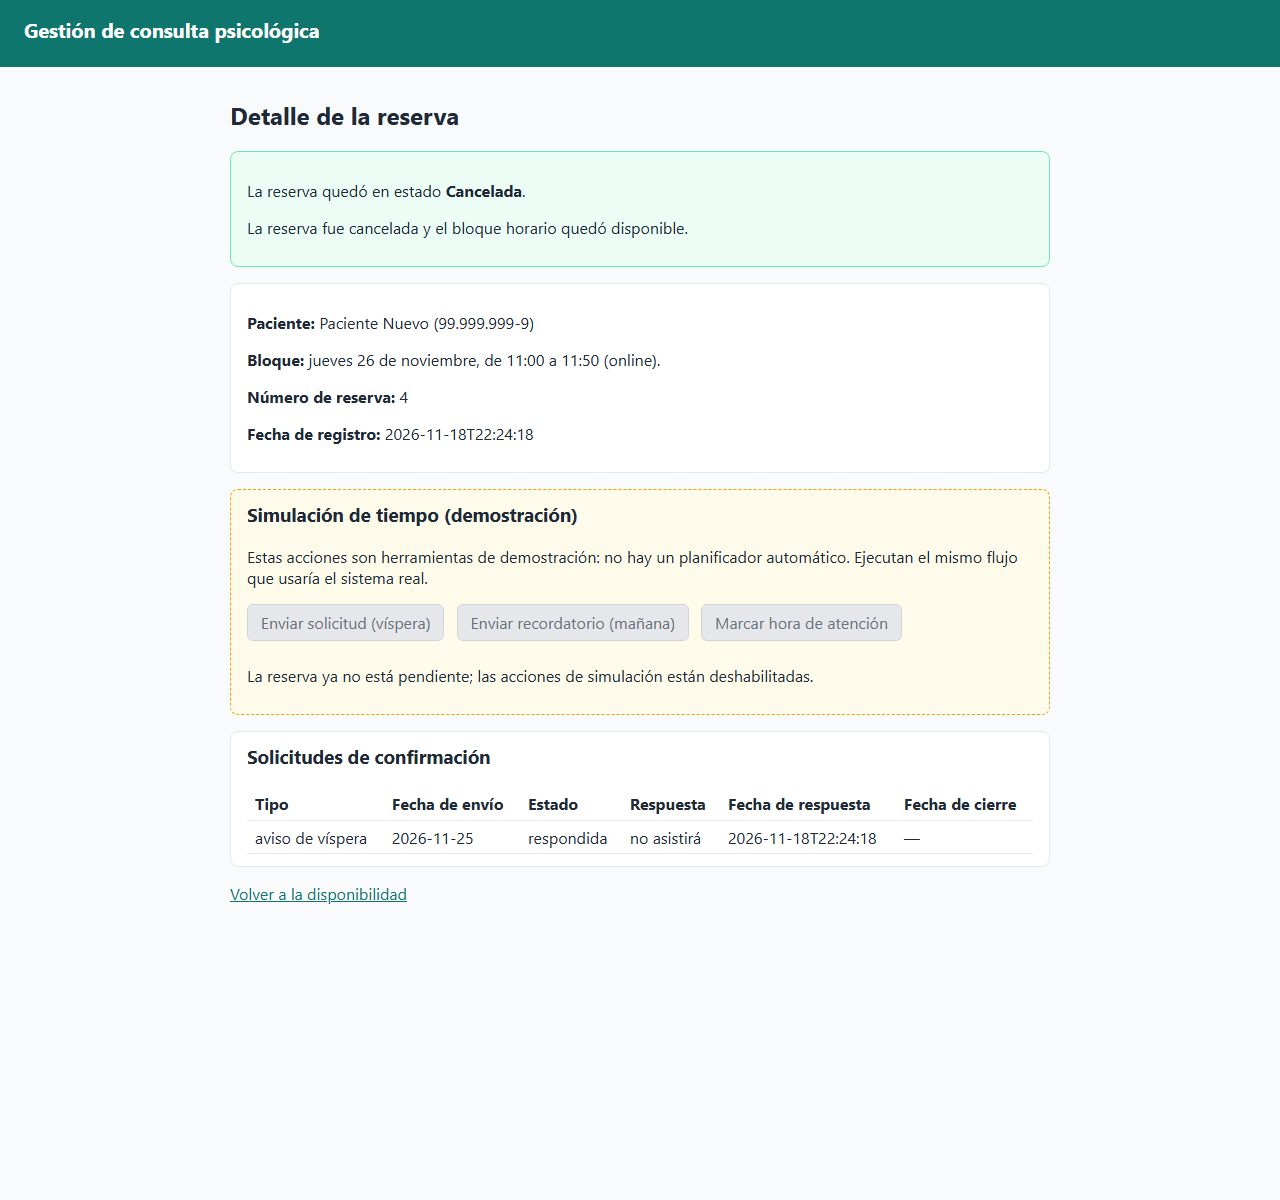 Gestión de consulta psicológica
Detalle de la reserva
La reserva quedó en estado Cancelada.
La reserva fue cancelada y el bloque horario quedó disponible.
Paciente: Paciente Nuevo (99.999.999-9)
Bloque: jueves 26 de noviembre, de 11:00 a 11:50 (online).
Número de reserva: 4
Fecha de registro: 2026-11-18T22:24:18
Simulación de tiempo (demostración)
Estas acciones son herramientas de demostración: no hay un planificador automático. Ejecutan el mismo flujo
que usaría el sistema real.
Enviar solicitud (víspera) Enviar recordatorio (mañana) Marcar hora de atención
La reserva ya no está pendiente; las acciones de simulación están deshabilitadas.
Solicitudes de confirmación
Tipo Fecha de envío Estado Respuesta Fecha de respuesta Fecha de cierre
aviso de víspera 2026-11-25 respondida no asistirá 2026-11-18T22:24:18 —
Volver a la disponibilidad